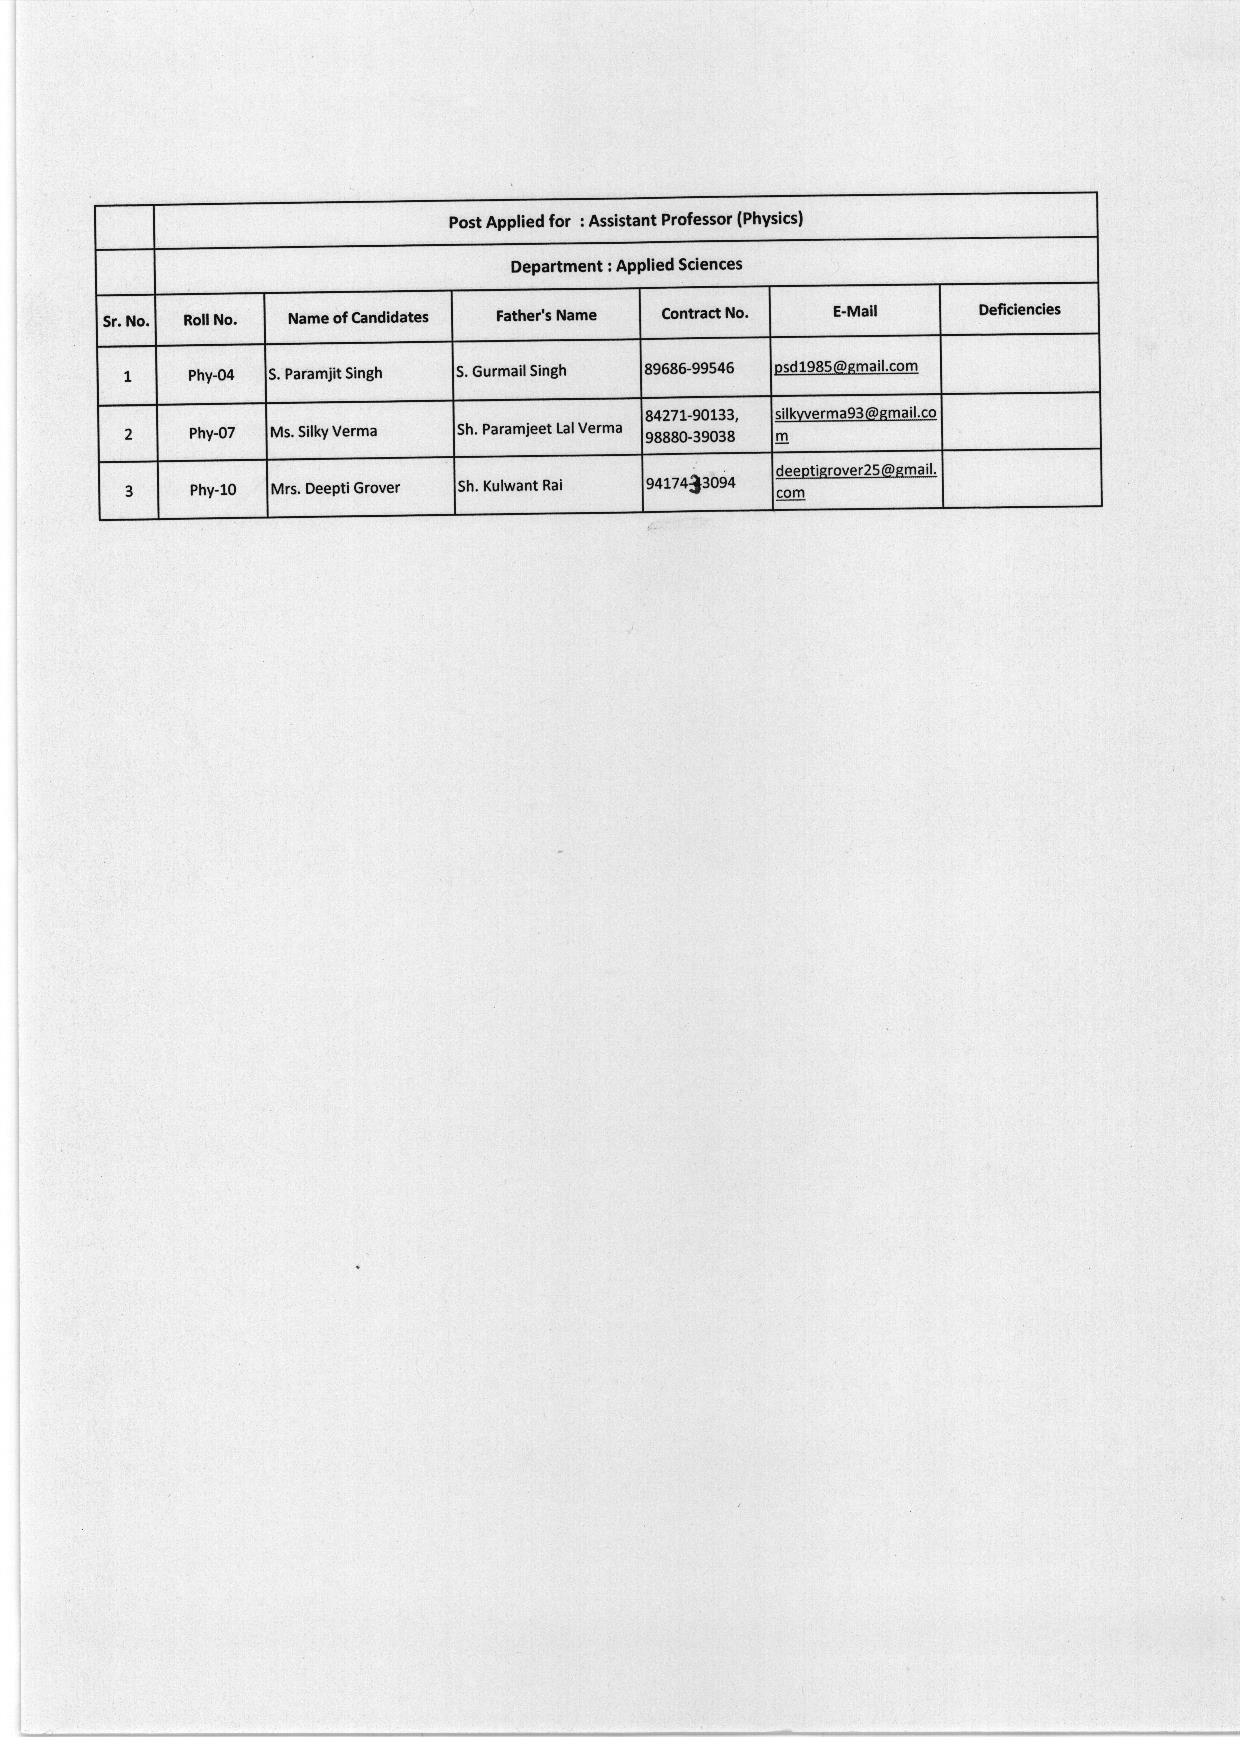 Post Applied for : Assistant Professor (Physics)
Department : Applied Sciences
Sr. No. Roll No. Name of Candidates Father's Name Contract No. E-Mail Deficiencies
1 Phy-04 S. Paramjit Singh S. Gurmail Singh 89686-99546 psd1985@gmail.com
2 Phy-07 Ms. Silky Verma Sh. Paramjeet Lal Verma 84271-90133, silkyverma93@gmail.co
98880-39038 m
3 Phy-10 Mrs. Deepti Grover Sh. Kulwant Rai deeptigrover25@gmail.
com